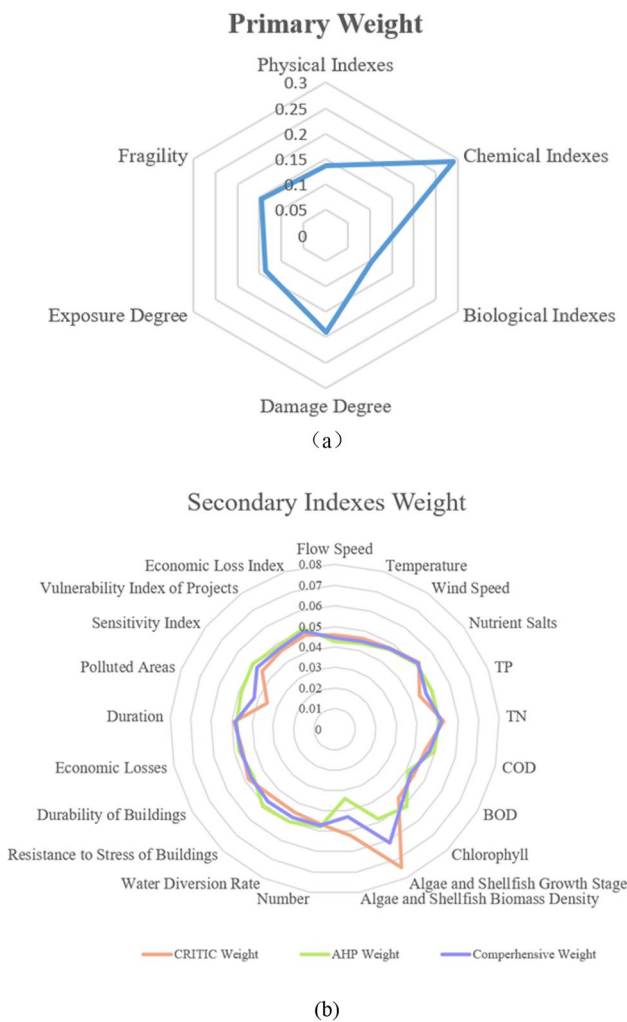 Primary Weight
Physical Indexes
0.3
0.25
0.2
0.15
0.1
0.05
0
Fragility
Chemical Indexes
Exposure Degree
Biological Indexes
Damage Degree
（a）
Secondary Indexes Weight
Flow Speed
0.08
0.07
0.06
0.05
0.04
0.03
0.02
0.01
0
Economic Loss Index
Temperature
Vulnerability Index of Projects
Wind Speed
Sensitivity Index
Nutrient Salts
Polluted Areas
TP
Duration
TN
Economic Losses
COD
Durability of Buildings
BOD
Resistance to Stress of Buildings
Chlorophyll
Water Diversion Rate
Algae and Shellfish Growth Stage
Number
Algae and Shellfish Biomass Density
CRITIC Weight
AHP Weight
Comperhensive Weight
(b)